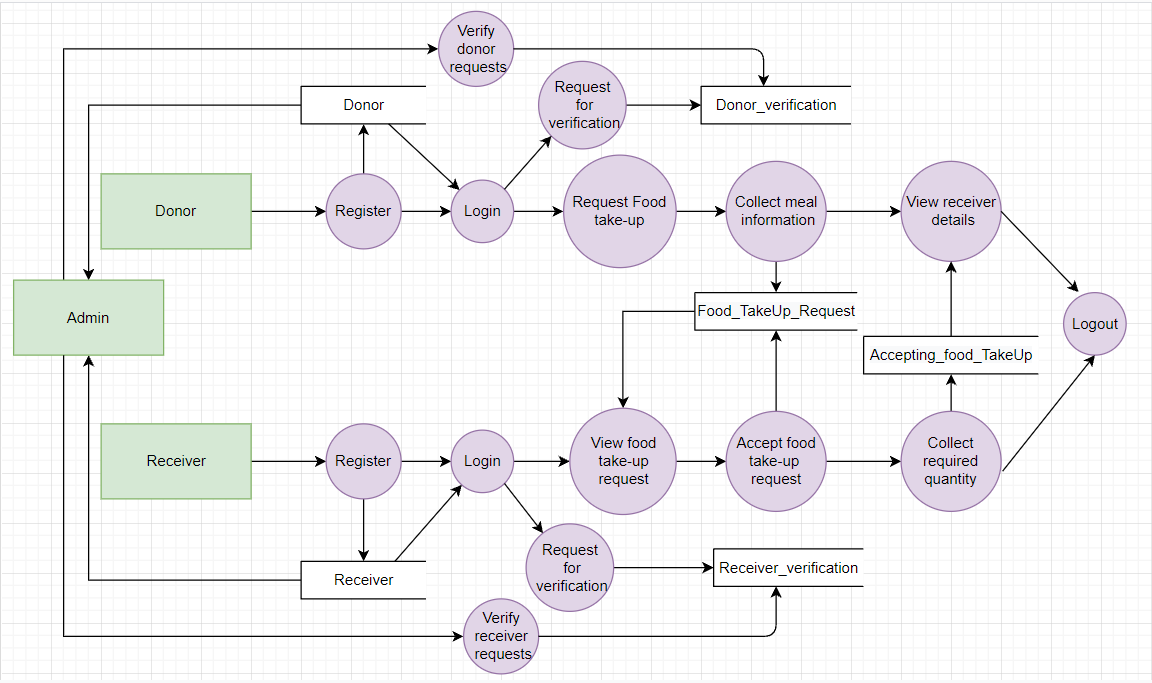 Verify
donor
requests
Request
for
verification
Donor
Donor_verification
Donor
Register
Login
Request Food
take-up
Collect meal
information
View receiver
details
Admin
Food_TakeUp_Request
Logout
Accepting_food_TakeUp
Receiver
Register
Login
View food
take-up
request
Accept food
take-up
request
Collect
required
quantity
Request
for
verification
Receiver
Receiver_verification
Verify
receiver
requests